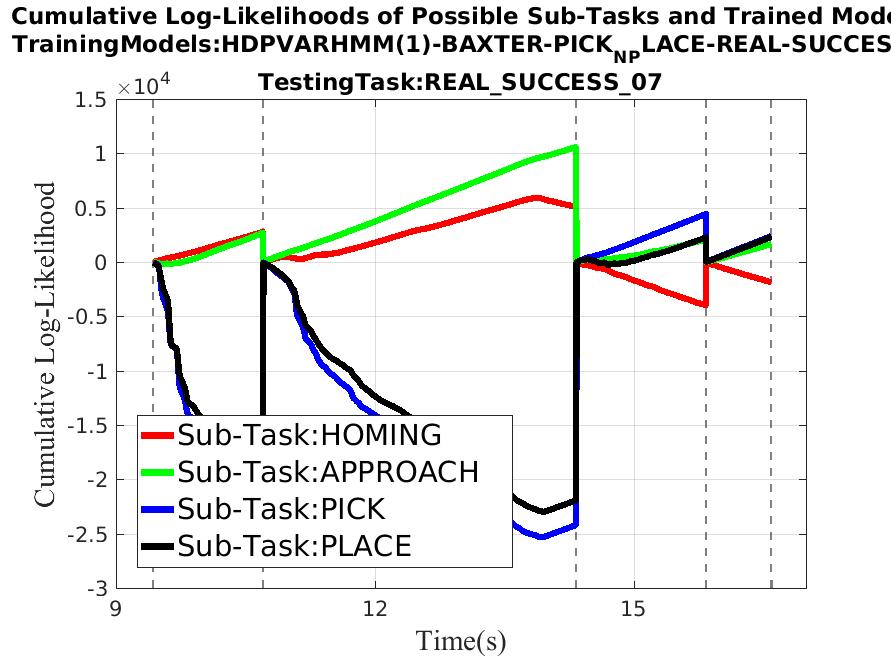 Cumulative Log-Likelihoods of Possible Sub-Tasks and Trained
TrainingModels:HDPVARHMM(1)-BAXTER-PICK_NPLACE-REAL-SUCCES
TestingTask:REAL_SUCCESS_07
×10^4
1.5
1
0.5
0
-0.5
-1
-1.5
-2
-2.5
-3
Cumulative Log-Likelihood
Sub-Task:HOMING
Sub-Task:APPROACH
Sub-Task:PICK
Sub-Task:PLACE
9 12 15
Time(s)